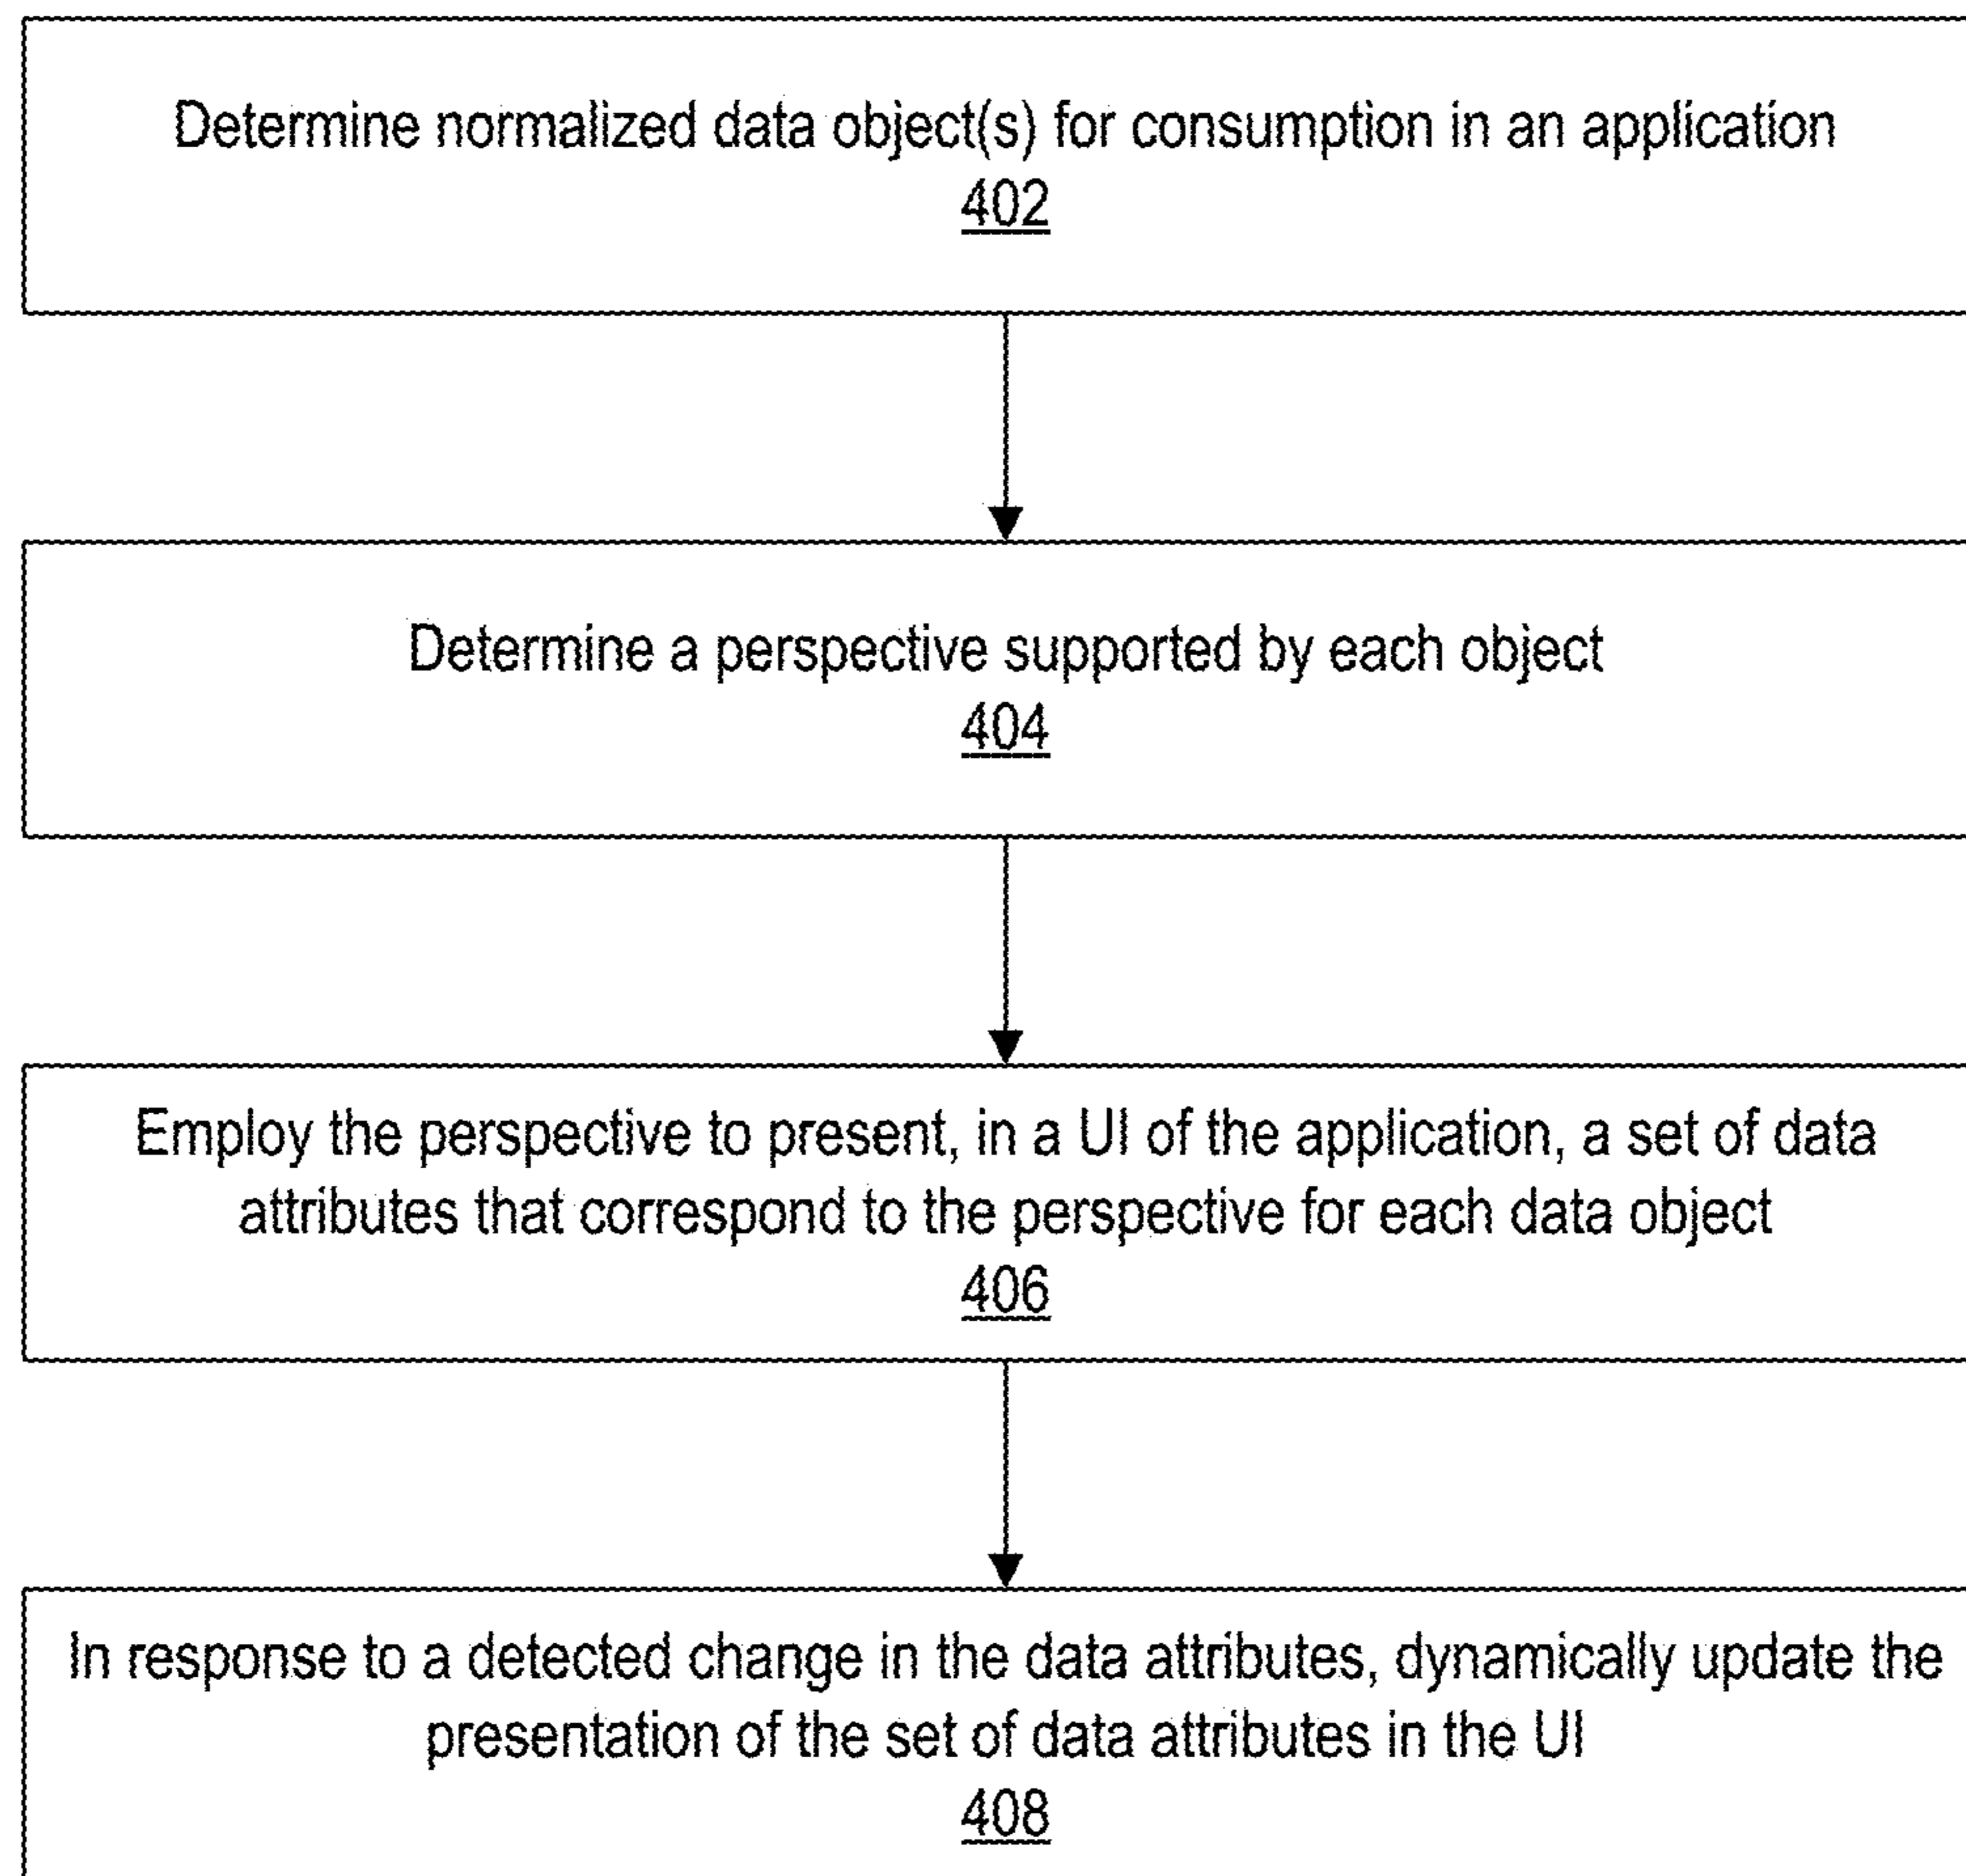 Determine normalized data object(s) for consumption in an application
402
Determine a perspective supported by each object
404
Employ the perspective to present, in a UI of the application, a set of data
attributes that correspond to the perspective for each data object
406
In response to a detected change in the data attributes, dynamically update the
presentation of the set of data attributes in the UI
408